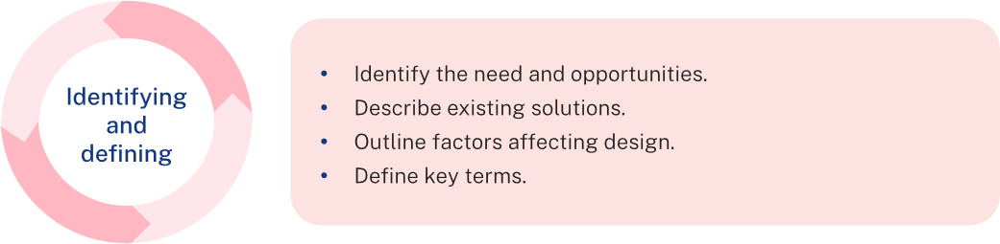 Identifying
and
defining
• Identify the need and opportunities.
• Describe existing solutions.
• Outline factors affecting design.
• Define key terms.